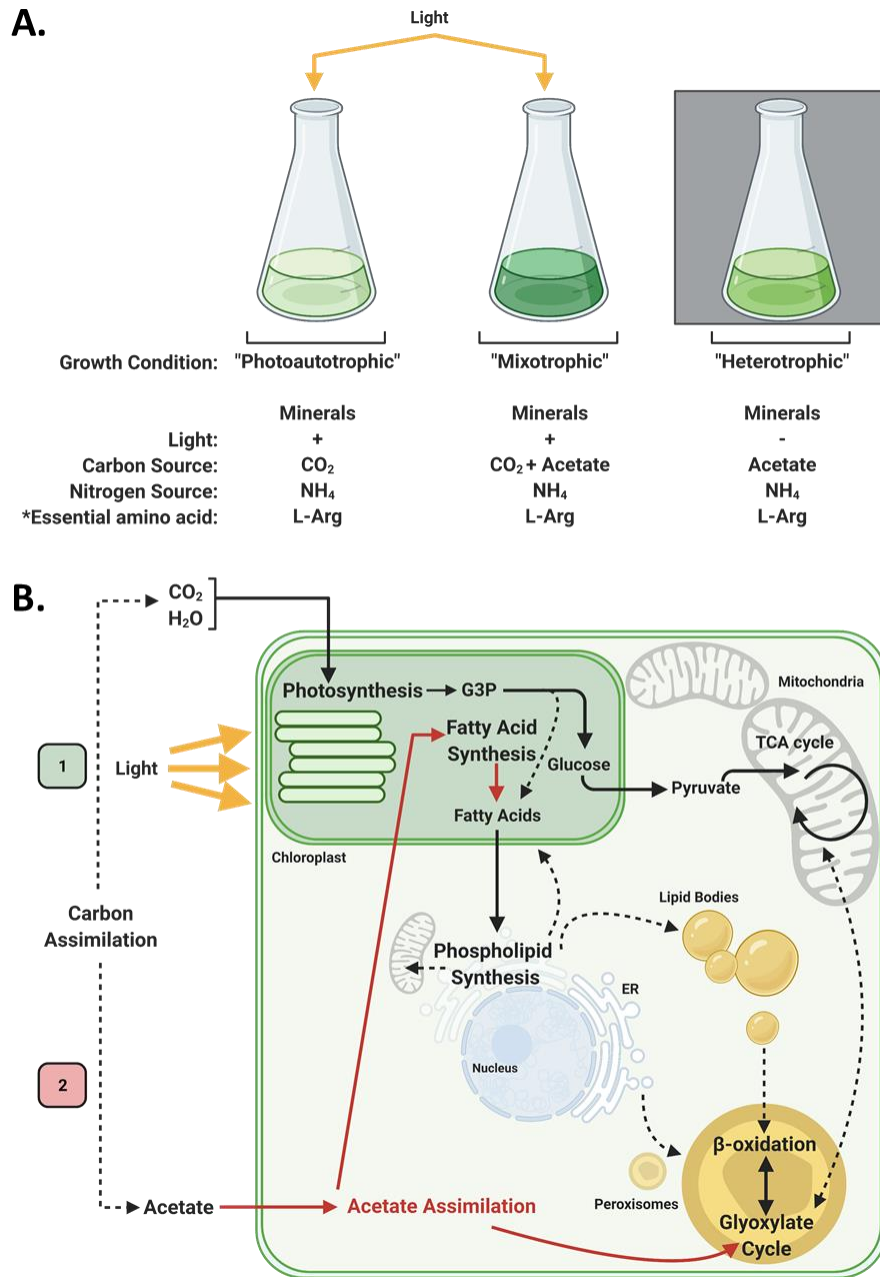 A.
Light
Growth Condition: "Photoautotrophic" "Mixotrophic" "Heterotrophic"
Minerals Minerals Minerals
Light: + + -
Carbon Source: CO₂ CO₂ + Acetate Acetate
Nitrogen Source: NH₄ NH₄ NH₄
*Essential amino acid: L-Arg L-Arg L-Arg
B.
CO₂
H₂O
Photosynthesis G3P
Mitochondria
Fatty Acid
Synthesis
TCA cycle
1
Light
Glucose
Pyruvate
Fatty Acids
Chloroplast
Carbon
Assimilation
Lipid Bodies
Phospholipid
Synthesis
ER
Nucleus
2
β-oxidation
Peroxisomes
Glyoxylate
Cycle
Acetate
Acetate Assimilation